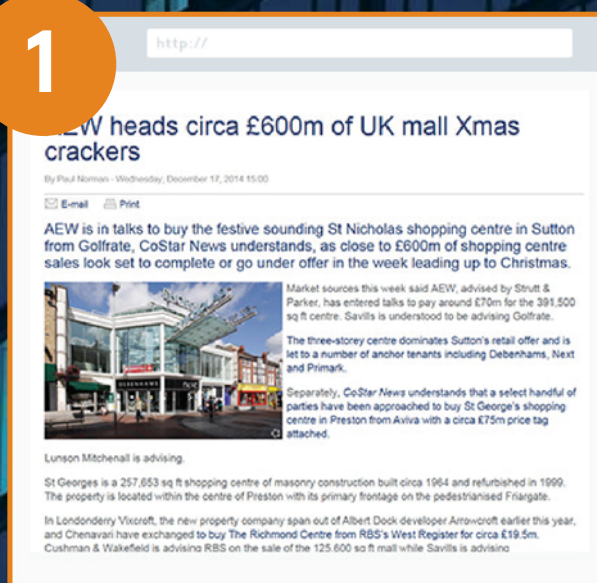 1
http://
AEW heads circa £600m of UK mall Xmas
crackers
By Paul Norman - Wednesday, December 17, 2014 15:00
E-mail Print
AEW is in talks to buy the festive sounding St Nicholas shopping centre in Sutton
from Golfrate, CoStar News understands, as close to £600m of shopping centre
sales look set to complete or go under offer in the week leading up to Christmas.
Market sources this week said AEW, advised by Strutt &
Parker, has entered talks to pay around £70m for the 391,500
sq ft centre. Savills is understood to be advising Golfrate.
The three-storey centre dominates Sutton's retail offer and is
let to a number of anchor tenants including Debenhams, Next
and Primark.
Separately, CoStar News understands that a select handful of
parties have been approached to buy St George's shopping
centre in Preston from Aviva with a circa £75m price tag
attached.
DEBENHAMS
Lunson Mitchenall is advising.
St Georges is a 257,653 sq ft shopping centre of masonry construction built circa 1964 and refurbished in 1999.
The property is located within the centre of Preston with its primary frontage on the pedestrianised Friargate.
In Londonderry Vixcroft, the new property company span out of Albert Dock developer Arrowcroft earlier this year,
and Chenavari have exchanged to buy The Richmond Centre from RBS's West Register for circa £19.5m.
Cushman & Wakefield is advising RBS on the sale of the 125,600 sq ft mall while Savills is advising